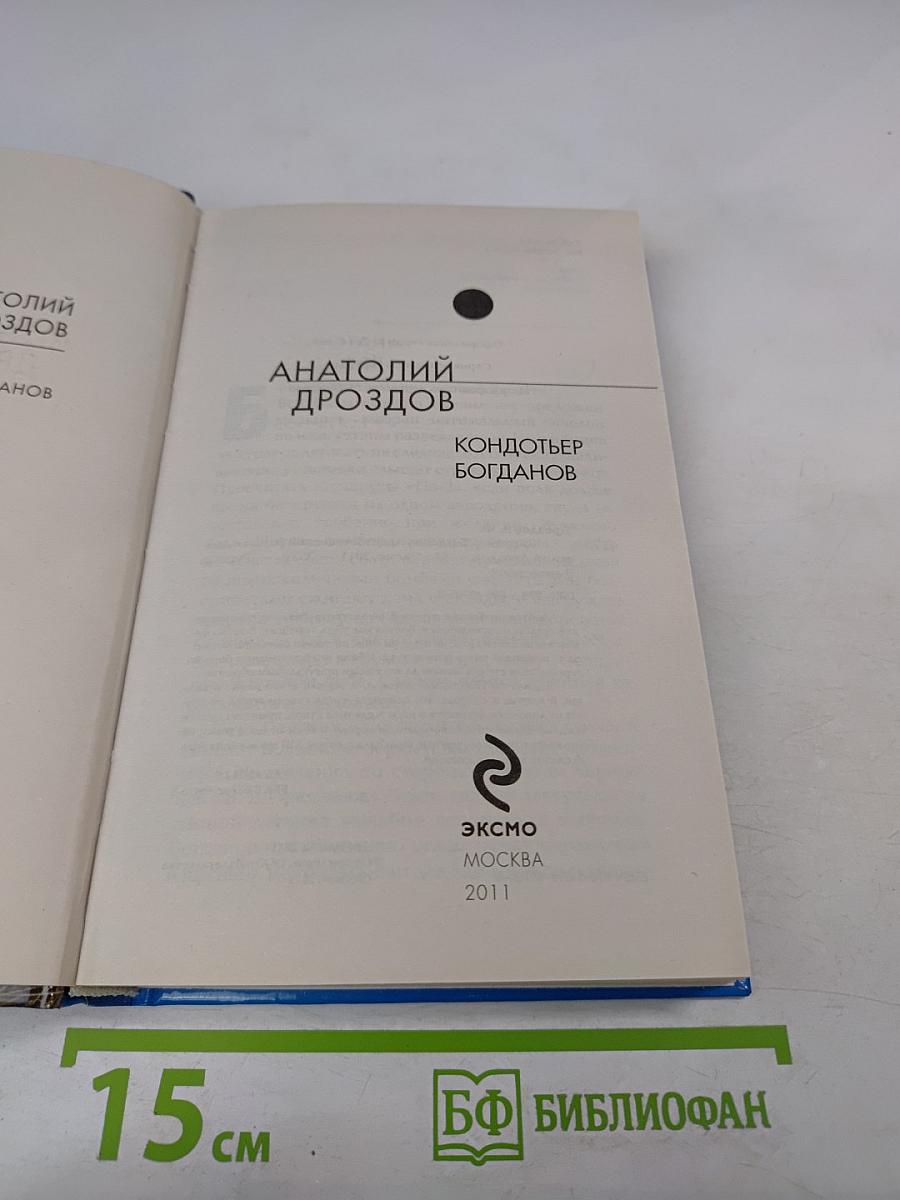 АНАТОЛИЙ
ДРОЗДОВ
КОНДОТЬЕР
БОГДАНОВ
ЭКСМО
МОСКВА
2011
15 см
БФ БИБЛИОФАН